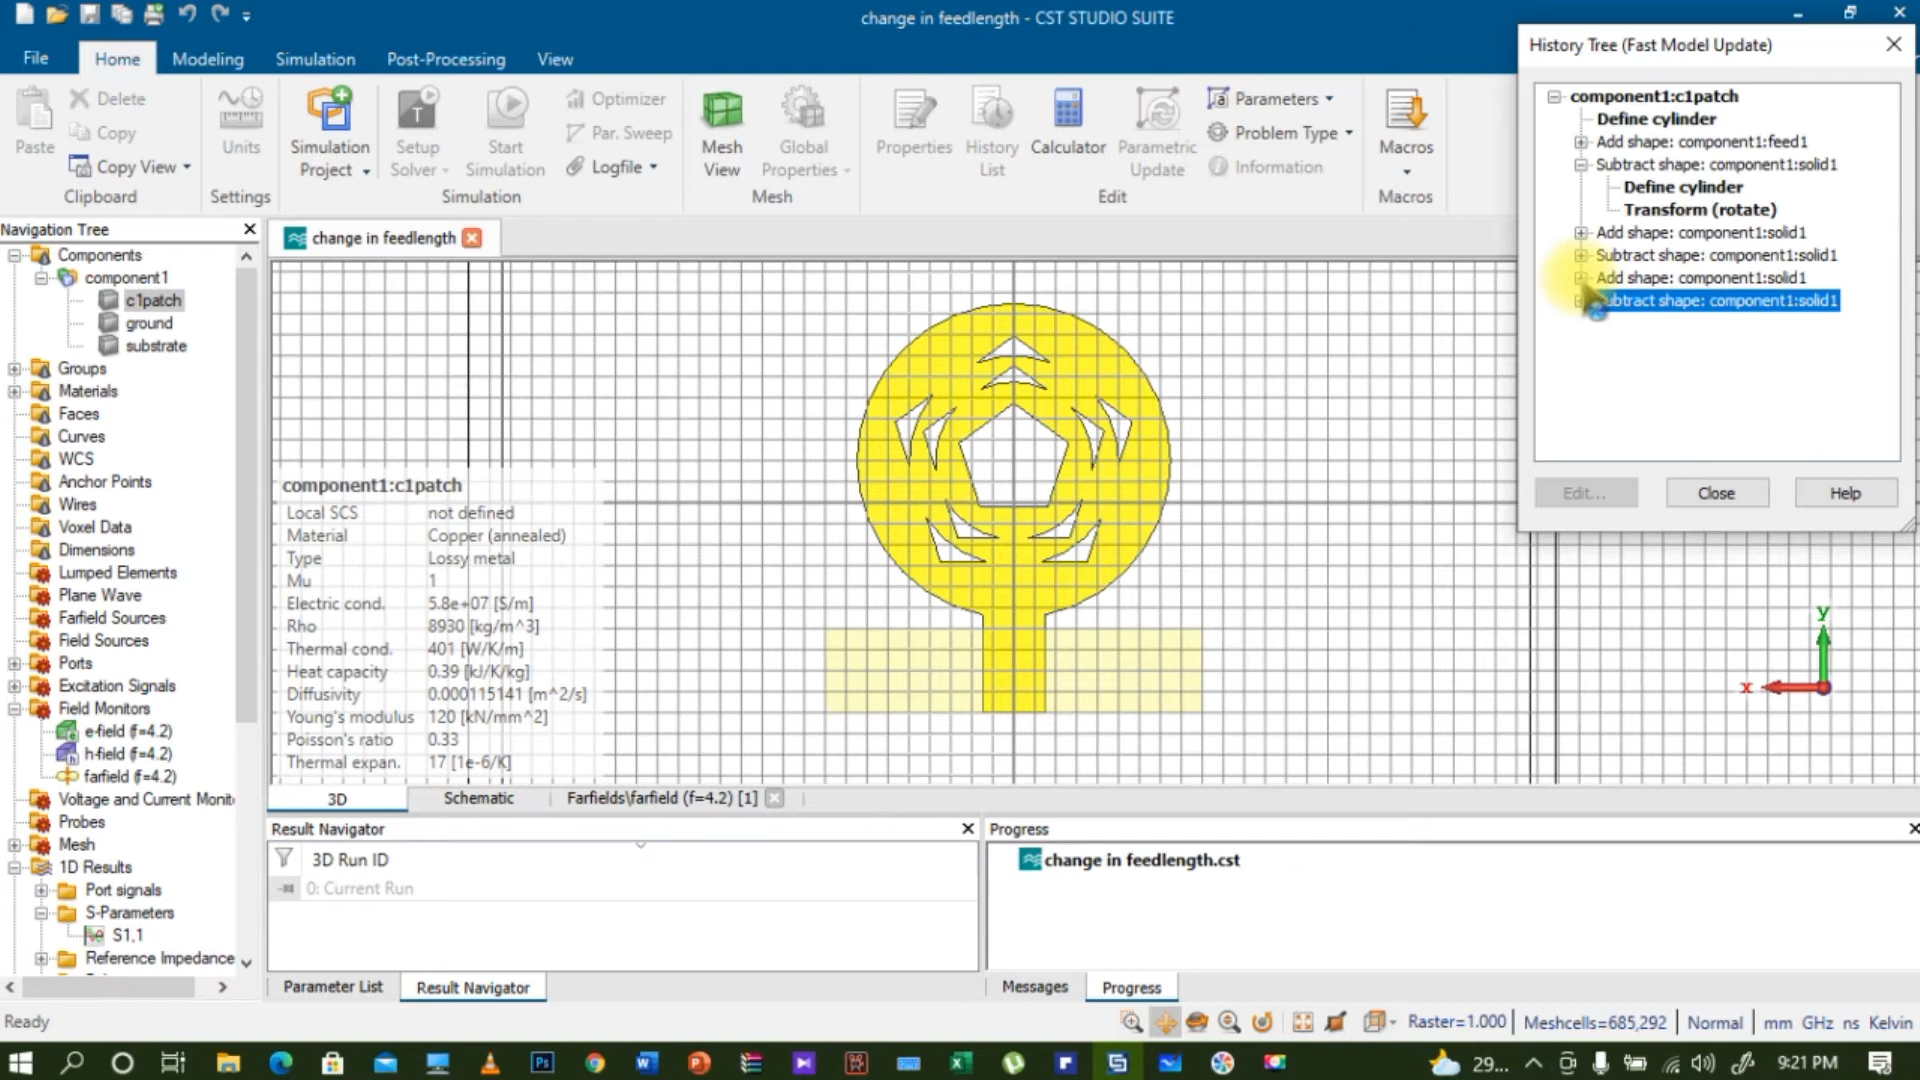 change in feedlength - CST STUDIO SUITE
File
Home
Modeling
Simulation
Post-Processing
View
Paste
Delete
Copy
Copy View
Clipboard
Units
Settings
Simulation
Project
Setup
Solver
Start
Simulation
Optimizer
Par. Sweep
Logfile
Simulation
Mesh
View
Global
Properties
Mesh
Properties
History
List
Calculator
Parametric
Update
Parameters
Problem Type
Information
Edit
Macros
Macros
History Tree (Fast Model Update)
component1:c1patch
Define cylinder
Add shape: component1:feed1
Subtract shape: component1:solid1
Define cylinder
Transform (rotate)
Add shape: component1:solid1
Subtract shape: component1:solid1
Add shape: component1:solid1
ubtract shape: component1:solid1
Edit...
Close
Help
Navigation Tree
Components
component1
c1patch
ground
substrate
Groups
Materials
Faces
Curves
WCS
Anchor Points
Wires
Voxel Data
Dimensions
Lumped Elements
Plane Wave
Farfield Sources
Field Sources
Ports
Excitation Signals
Field Monitors
e-field (f=4.2)
h-field (f=4.2)
farfield (f=4.2)
Voltage and Current Monit
Probes
Mesh
1D Results
Port signals
S-Parameters
S1,1
Reference Impedance
change in feedlength
component1:c1patch
Local SCS not defined
Material Copper (annealed)
Type Lossy metal
Mu 1
Electric cond. 5.8e+07 [S/m]
Rho 8930 [kg/m^3]
Thermal cond. 401 [W/K/m]
Heat capacity 0.39 [kJ/K/kg]
Diffusivity 0.000115141 [m^2/s]
Young's modulus 120 [kN/mm^2]
Poisson's ratio 0.33
Thermal expan. 17 [1e-6/K]
y
x
3D
Schematic
Farfields\farfield (f=4.2) [1]
Result Navigator
3D Run ID
0: Current Run
Parameter List
Result Navigator
Progress
change in feedlength.cst
Messages
Progress
Ready
Raster=1.000
Meshcells=685,292
Normal
mm GHz ns Kelvin
29...
9:21 PM